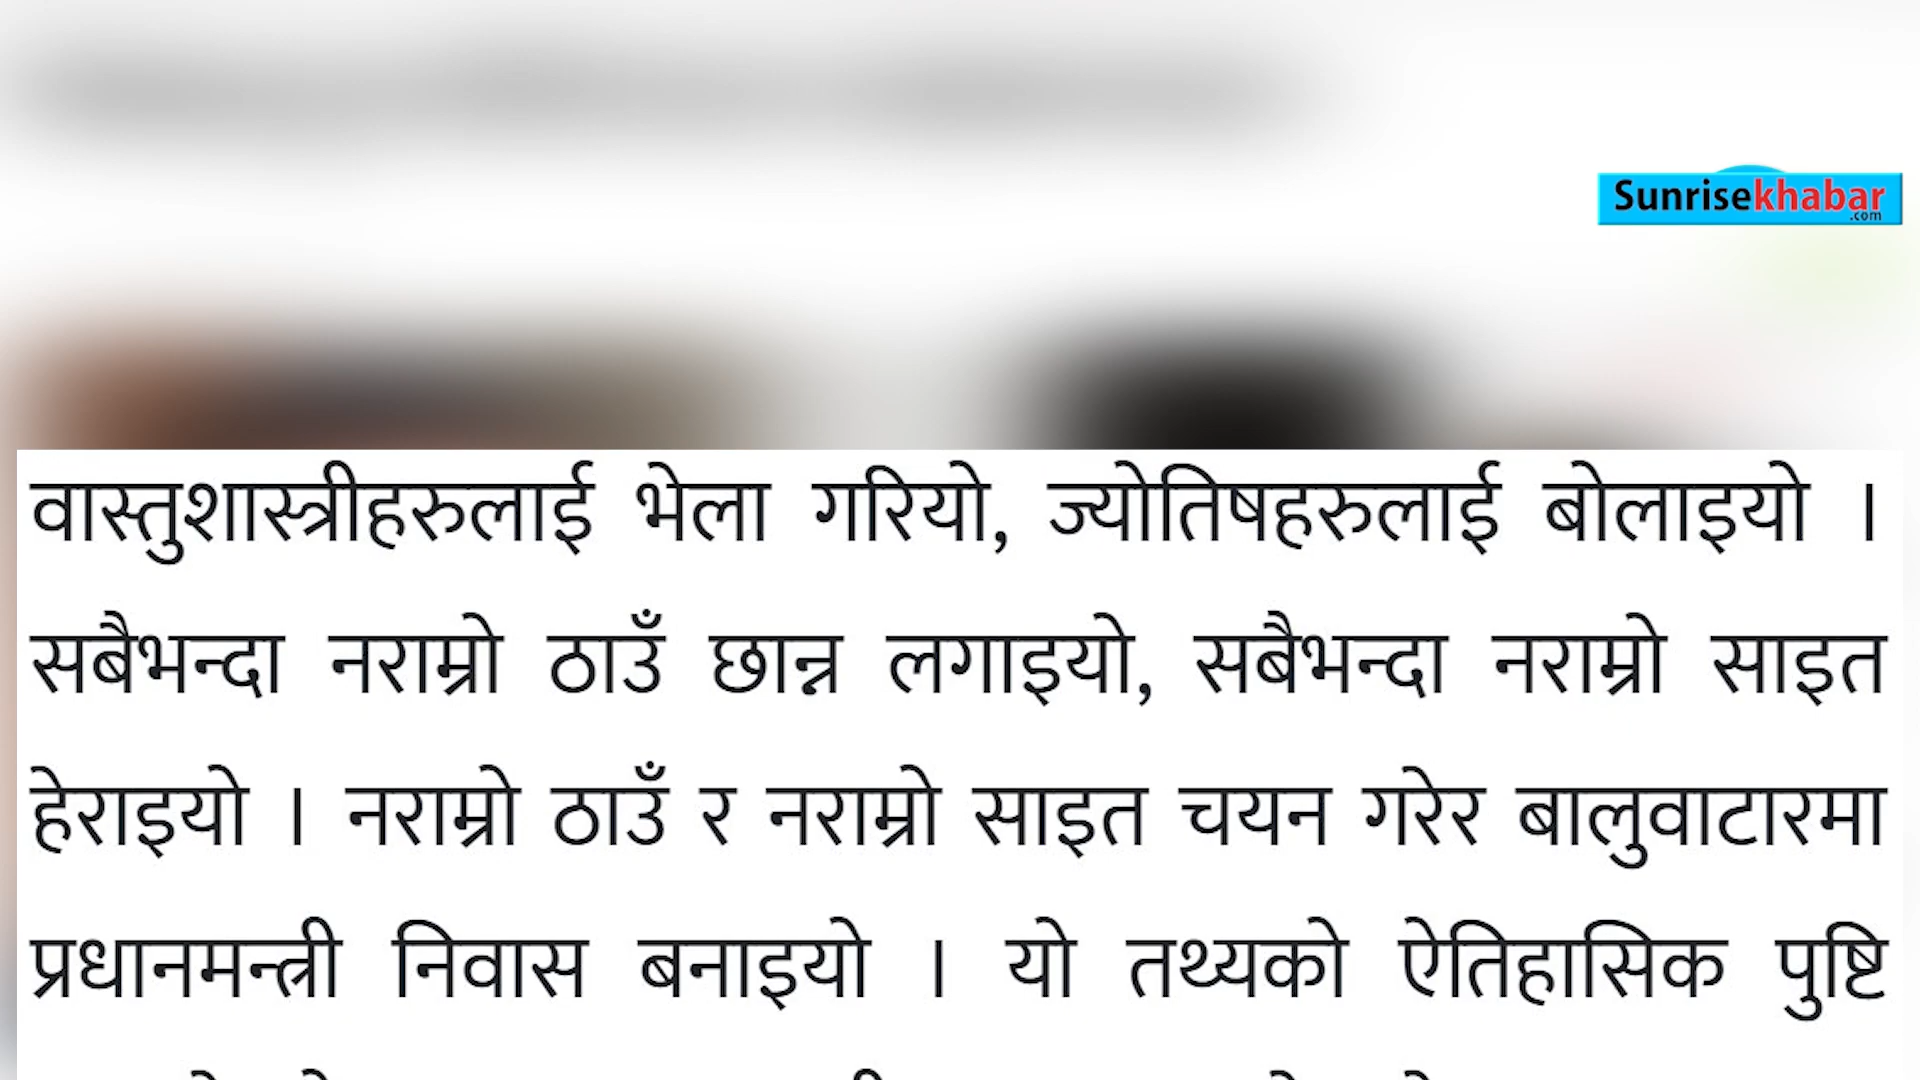 Sunrisekhabar
.com
वास्तुशास्त्रीहरुलाई भेला गरियो, ज्योतिषहरुलाई बोलाइयो ।
सबैभन्दा नराम्रो ठाउँ छान्न लगाइयो, सबैभन्दा नराम्रो साइत
हेराइयो । नराम्रो ठाउँ र नराम्रो साइत चयन गरेर बालुवाटारमा
प्रधानमन्त्री निवास बनाइयो । यो तथ्यको ऐतिहासिक पुष्टि